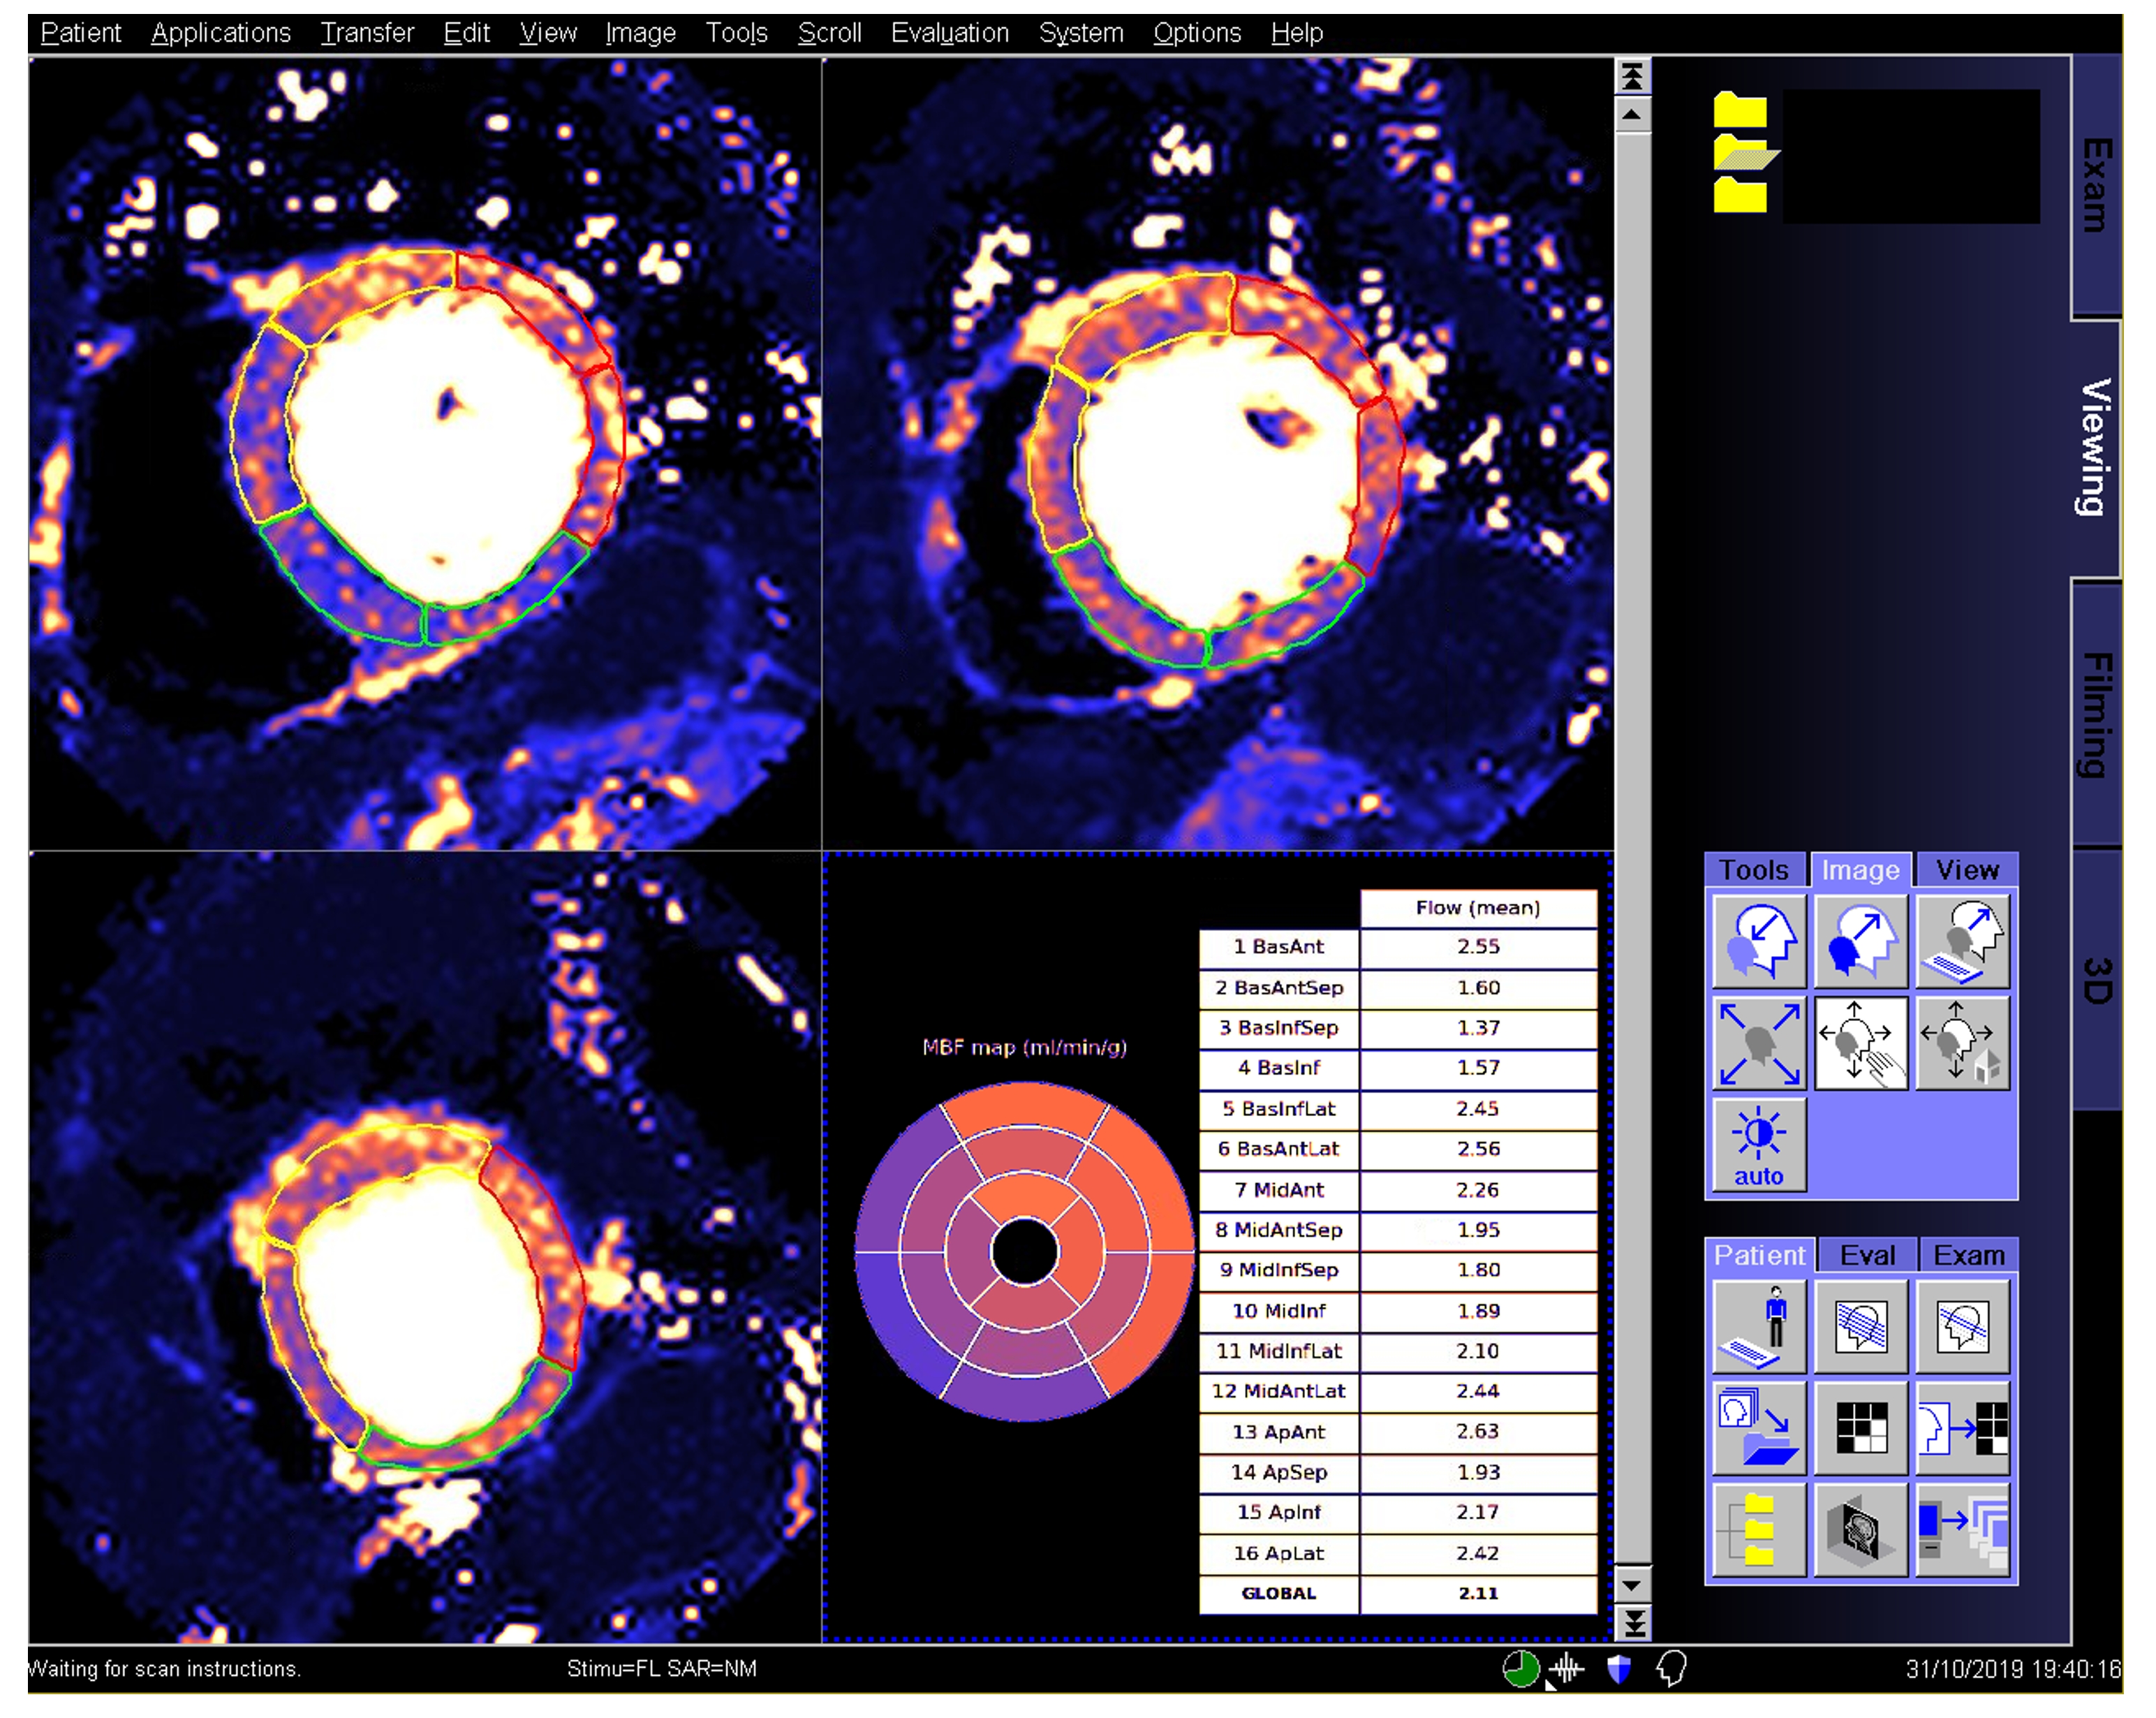 Patient Applications Transfer Edit View Image Tools Scroll Evaluation System Options Help
Exam
Viewing
Filming
3D
Flow (mean)
1 BasAnt 2.55
2 BasAntSep 1.60
3 BasInfSep 1.37
4 BasInf 1.57
5 BasInfLat 2.45
6 BasAntLat 2.56
7 MidAnt 2.26
8 MidAntSep 1.95
9 MidInfSep 1.80
10 MidInf 1.89
11 MidInfLat 2.10
12 MidAntLat 2.44
13 ApAnt 2.63
14 ApSep 1.93
15 ApInf 2.17
16 ApLat 2.42
GLOBAL 2.11
MBF map (ml/min/g)
Tools Image View
auto
Patient Eval Exam
Waiting for scan instructions. Stimu=FL SAR=NM 31/10/2019 19:40:16